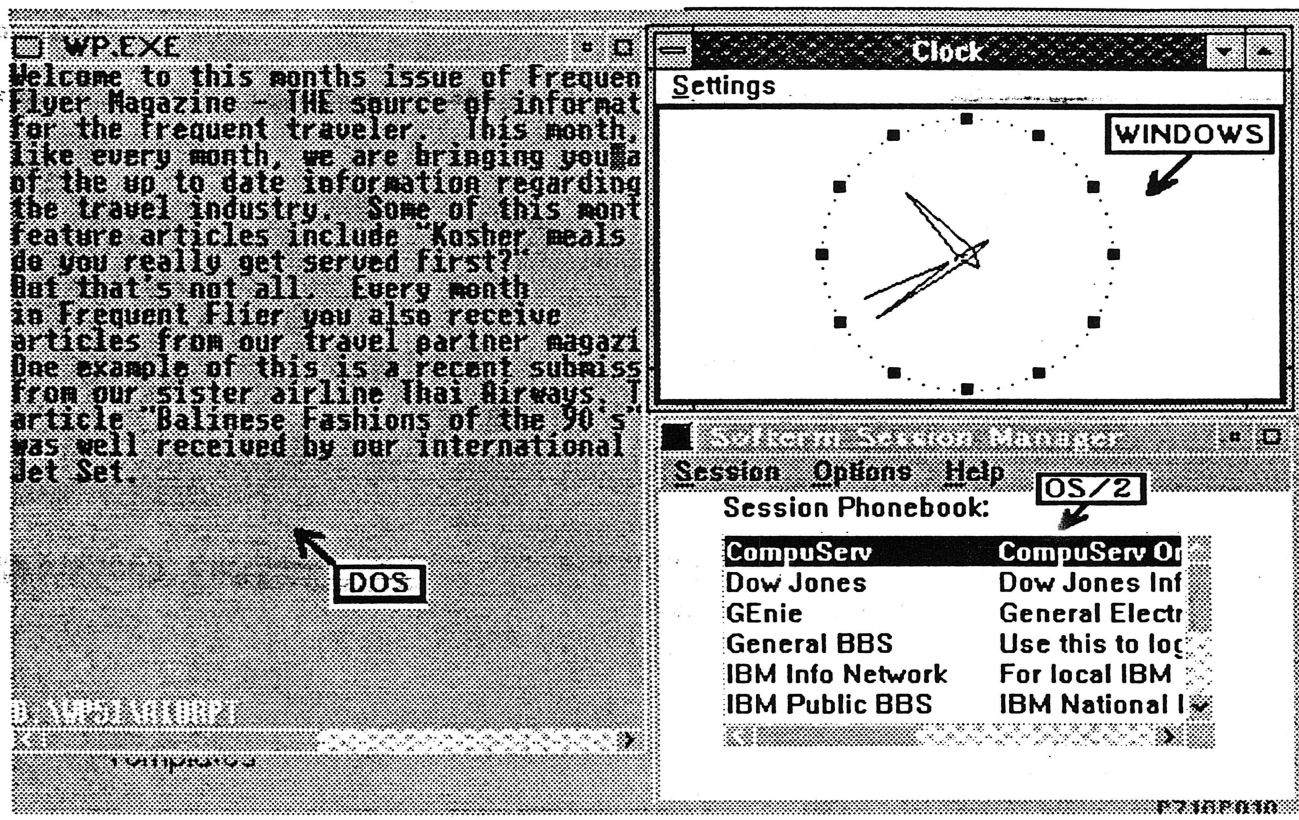 WP.EXE
Welcome to this months issue of Frequen
Flyer Magazine - THE source of informat
for the frequent traveler. This month,
like every month, we are bringing you a
of the up to date information regarding
the travel industry. Some of this mont
feature articles include "Kosher meals
do you really get served first?"
But that's not all. Every month
in Frequent Flier you also receive
articles from our travel partner magazi
One example of this is a recent submiss
from our sister airline Thai Airways. T
article "Balinese Fashions of the 90's"
was well received by our international
Jet Set.
DOS
Templates
Clock
Settings
WINDOWS
Softerm Session Manager
Session Options Help
OS/2
Session Phonebook:
CompuServ CompuServ Or
Dow Jones Dow Jones Inf
GEnie General Electr
General BBS Use this to log
IBM Info Network For local IBM
IBM Public BBS IBM National I